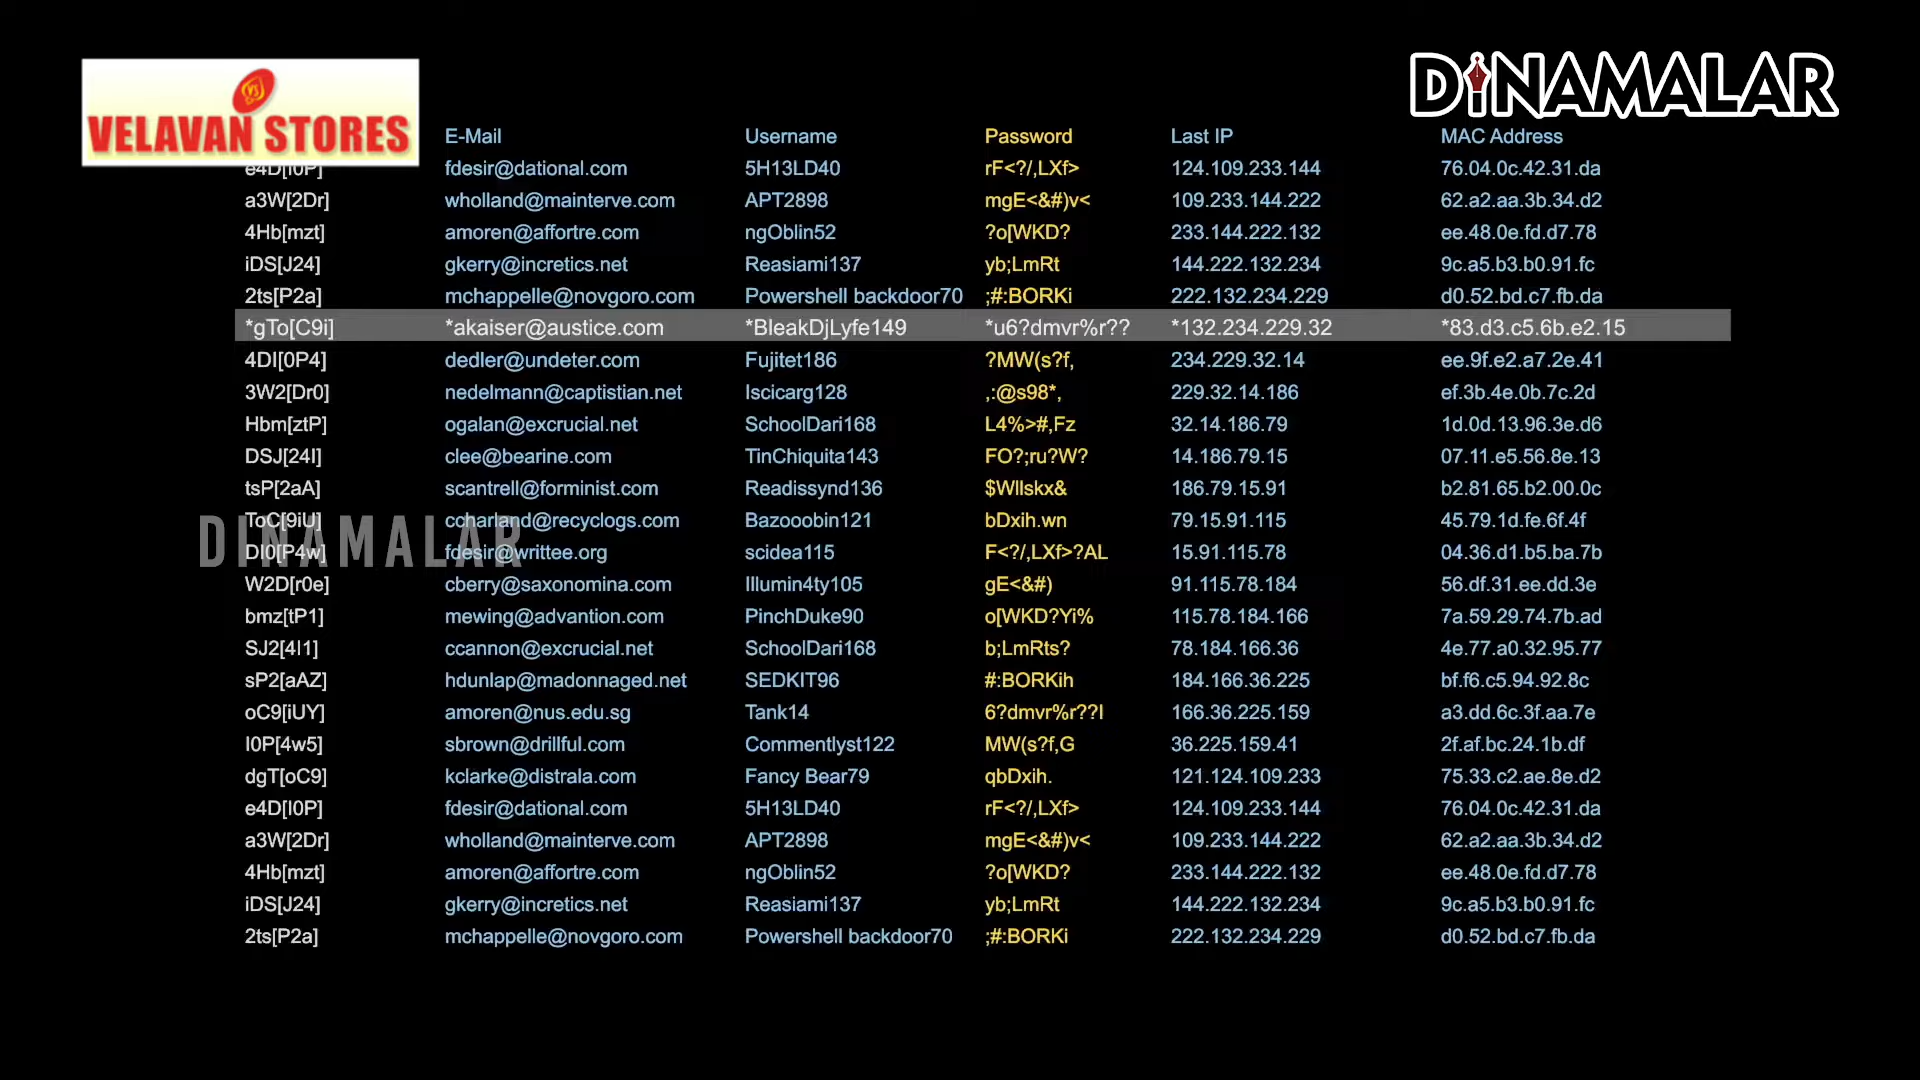 VS
VELAVAN STORES
DINAMALAR
E-Mail Username Password Last IP MAC Address
e4D[I0P] fdesir@dational.com 5H13LD40 rF<?/,LXf> 124.109.233.144 76.04.0c.42.31.da
a3W[2Dr] wholland@mainterve.com APT2898 mgE<&#)v< 109.233.144.222 62.a2.aa.3b.34.d2
4Hb[mzt] amoren@affortre.com ngOblin52 ?o[WKD? 233.144.222.132 ee.48.0e.fd.d7.78
iDS[J24] gkerry@incretics.net Reasiami137 yb;LmRt 144.222.132.234 9c.a5.b3.b0.91.fc
2ts[P2a] mchappelle@novgoro.com Powershell backdoor70 ;#:BORKi 222.132.234.229 d0.52.bd.c7.fb.da
*gTo[C9i] *akaiser@austice.com *BleakDjLyfe149 *u6?dmvr%r?? *132.234.229.32 *83.d3.c5.6b.e2.15
4DI[0P4] dedler@undeter.com Fujitet186 ?MW(s?f, 234.229.32.14 ee.9f.e2.a7.2e.41
3W2[Dr0] nedelmann@captistian.net Iscicarg128 ,:@s98*, 229.32.14.186 ef.3b.4e.0b.7c.2d
Hbm[ztP] ogalan@excrucial.net SchoolDari168 L4%>#,Fz 32.14.186.79 1d.0d.13.96.3e.d6
DSJ[24I] clee@bearine.com TinChiquita143 FO?;ru?W? 14.186.79.15 07.11.e5.56.8e.13
tsP[2aA] scantrell@forminist.com Readissynd136 $Wllskx& 186.79.15.91 b2.81.65.b2.00.0c
ToC[9iU] ccharland@recyclogs.com Bazooobin121 bDxih.wn 79.15.91.115 45.79.1d.fe.6f.4f
DINAMALAR
DI0[P4w] fdesir@writtee.org scidea115 F<?/,LXf>?AL 15.91.115.78 04.36.d1.b5.ba.7b
W2D[r0e] cberry@saxonomina.com Illumin4ty105 gE<&#) 91.115.78.184 56.df.31.ee.dd.3e
bmz[tP1] mewing@advantion.com PinchDuke90 o[WKD?Yi% 115.78.184.166 7a.59.29.74.7b.ad
SJ2[4I1] ccannon@excrucial.net SchoolDari168 b;LmRts? 78.184.166.36 4e.77.a0.32.95.77
sP2[aAZ] hdunlap@madonnaged.net SEDKIT96 #:BORKih 184.166.36.225 bf.f6.c5.94.92.8c
oC9[iUY] amoren@nus.edu.sg Tank14 6?dmvr%r??I 166.36.225.159 a3.dd.6c.3f.aa.7e
I0P[4w5] sbrown@drillful.com Commentlyst122 MW(s?f,G 36.225.159.41 2f.af.bc.24.1b.df
dgT[oC9] kclarke@distrala.com Fancy Bear79 qbDxih. 121.124.109.233 75.33.c2.ae.8e.d2
e4D[I0P] fdesir@dational.com 5H13LD40 rF<?/,LXf> 124.109.233.144 76.04.0c.42.31.da
a3W[2Dr] wholland@mainterve.com APT2898 mgE<&#)v< 109.233.144.222 62.a2.aa.3b.34.d2
4Hb[mzt] amoren@affortre.com ngOblin52 ?o[WKD? 233.144.222.132 ee.48.0e.fd.d7.78
iDS[J24] gkerry@incretics.net Reasiami137 yb;LmRt 144.222.132.234 9c.a5.b3.b0.91.fc
2ts[P2a] mchappelle@novgoro.com Powershell backdoor70 ;#:BORKi 222.132.234.229 d0.52.bd.c7.fb.da